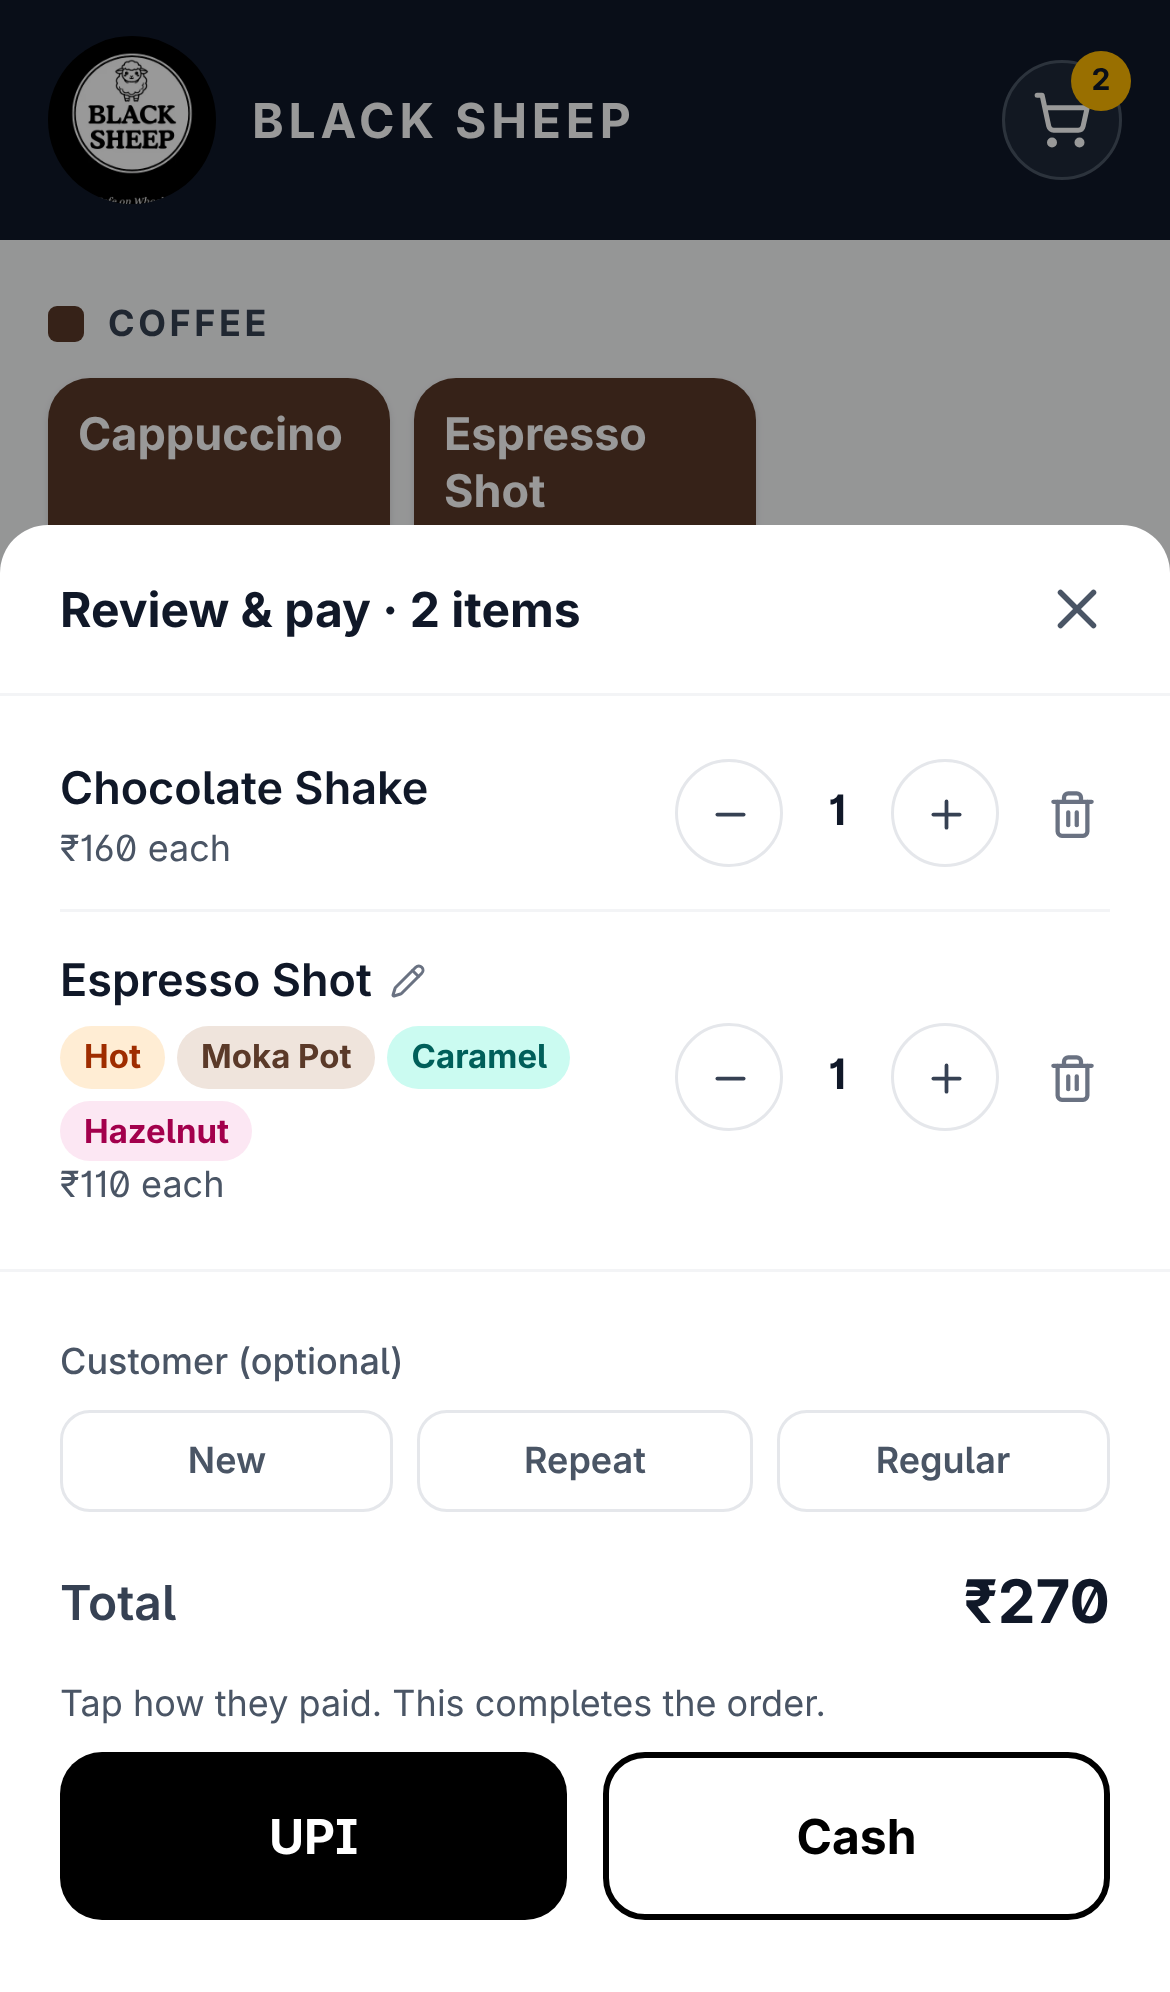 BLACK
SHEEP
BLACK SHEEP
2
COFFEE
Cappuccino
Espresso
Shot
Review & pay · 2 items
Chocolate Shake
₹160 each
1
Espresso Shot
Hot
Moka Pot
Caramel
Hazelnut
₹110 each
1
Customer (optional)
New
Repeat
Regular
Total
₹270
Tap how they paid. This completes the order.
UPI
Cash